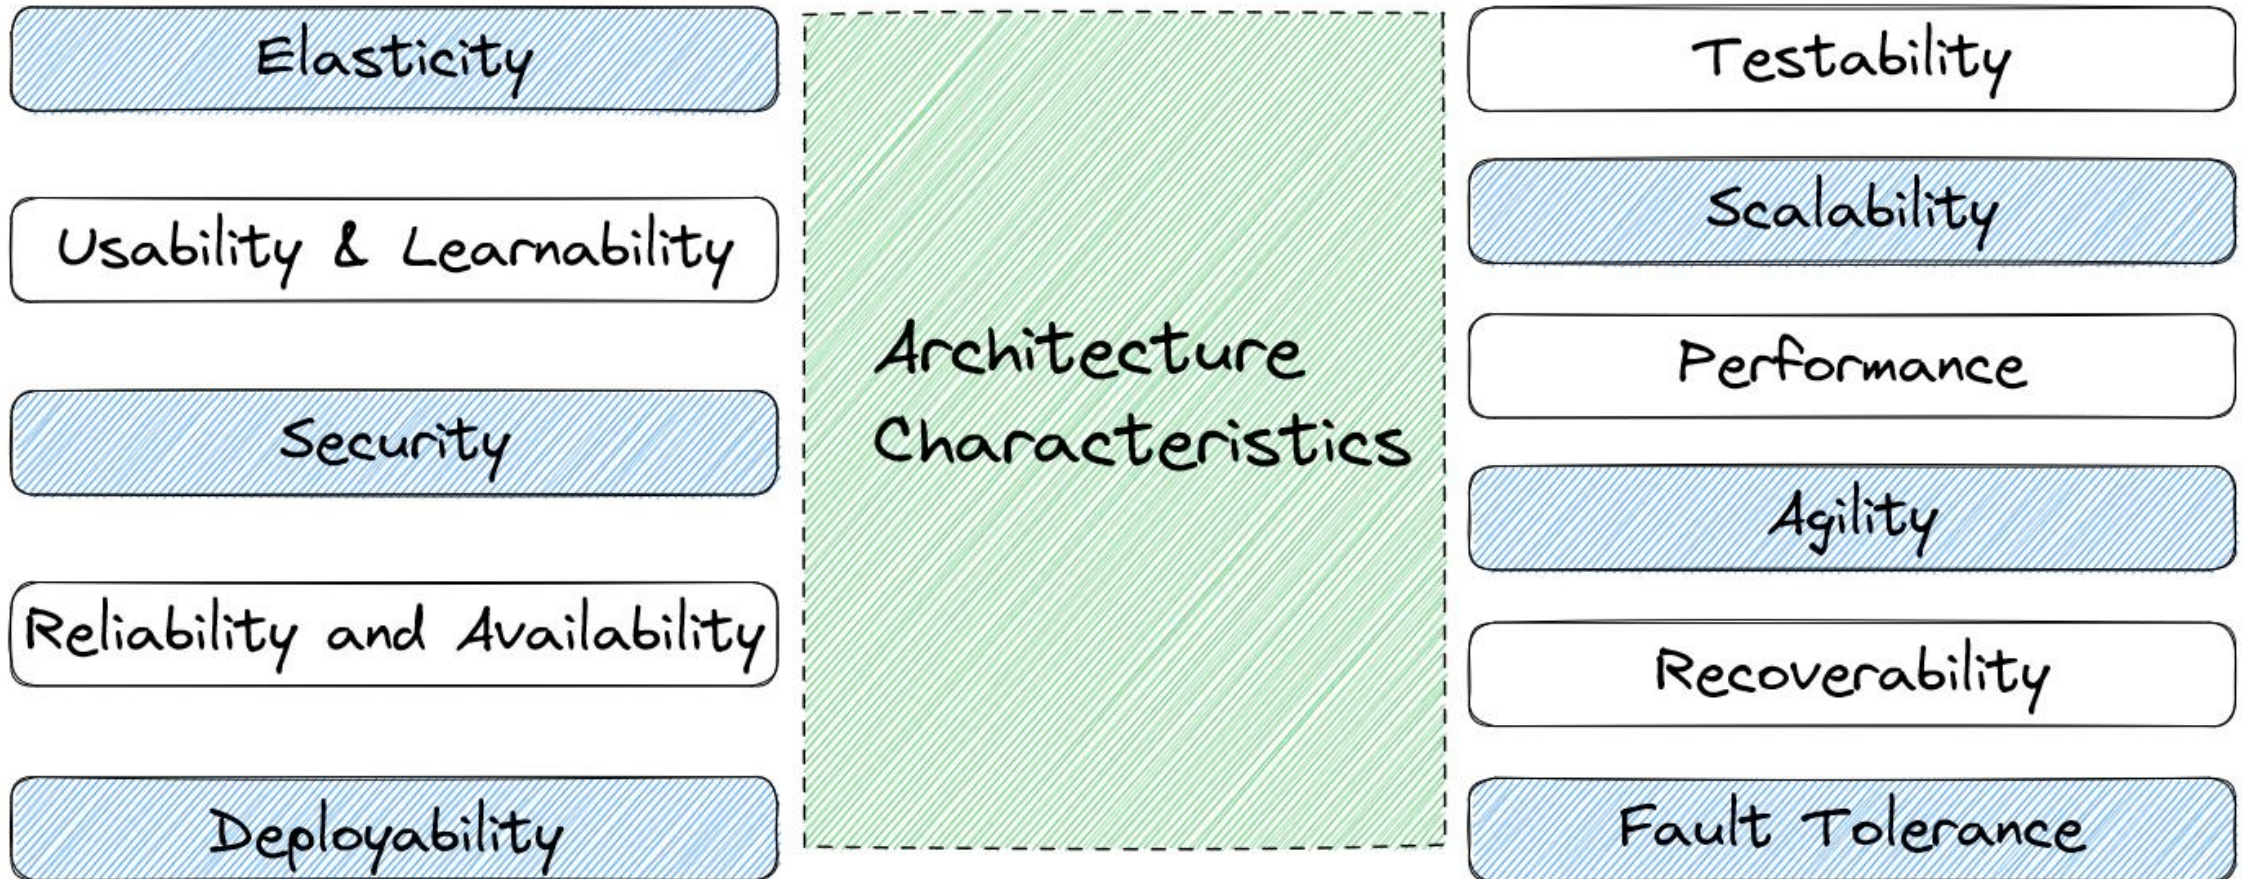 Elasticity
Usability & Learnability
Security
Reliability and Availability
Deployability
Architecture
Characteristics
Testability
Scalability
Performance
Agility
Recoverability
Fault Tolerance